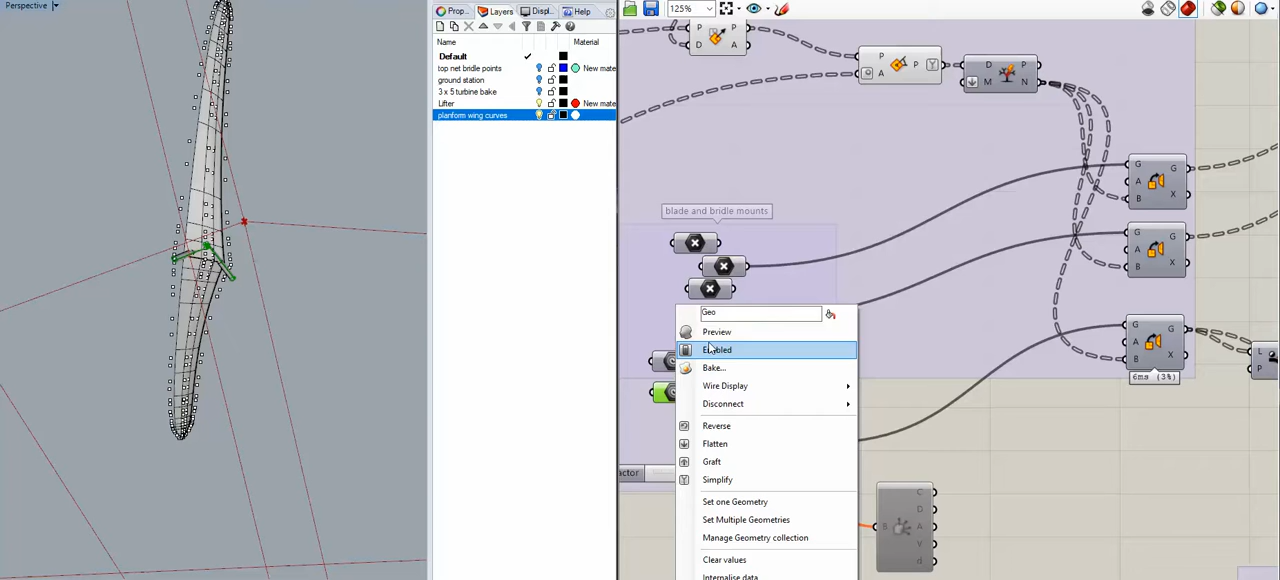 Perspective
Prop...
Layers
Displ...
Help
Name
Material
Default
top net bridle points
New mate
ground station
3 x 5 turbine bake
Lifter
New mate
planform wing curves
125%
P
D
P
A
P
A
P
D
M
P
N
blade and bridle mounts
G
A
B
G
X
G
A
B
G
X
G
A
B
G
X
6ms (3%)
L
P
Geo
Preview
Bake...
Wire Display
Disconnect
Reverse
Flatten
Graft
Simplify
Set one Geometry
Set Multiple Geometries
Manage Geometry collection
Clear values
Internalise data
actor
B
C
D
A
V
d